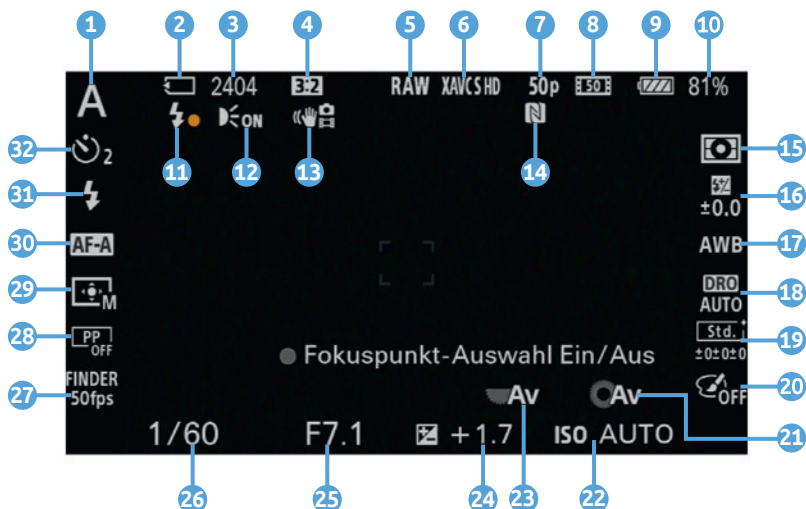 1 2 3 4 5 6 7 8 9 10
A 2404 3:2 RAW XAVC S HD 50p 50 81%
ON N
11 12 13 14
32 2 15
31 ±0.0 16
30 AF-A AWB 17
29 M DRO AUTO 18
28 PP OFF Std. ±0±0±0 19
Fokuspunkt-Auswahl Ein/Aus
27 FINDER 50fps OFF 20
Av Av 21
1/60 F7.1 +1.7 ISO AUTO
26 25 24 23 22